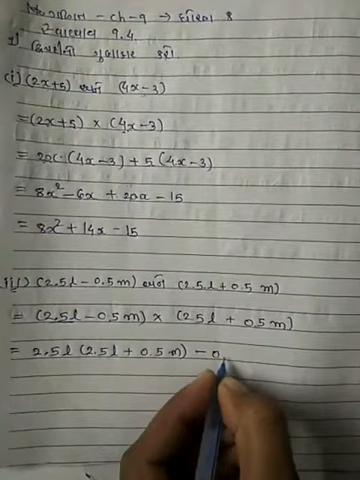 ch-9 → ધોરણ 8
સ્વાધ્યાય 9.4
1) દ્વિપદીનો ગુણાકાર કરો
(i) (2x+5) અને (4x-3)
=(2x+5) × (4x-3)
= 2x (4x-3) + 5 (4x-3)
= 8x² - 6x + 20x - 15
= 8x² + 14x - 15
(2.5l - 0.5m) અને (2.5l + 0.5m)
= (2.5l - 0.5m) × (2.5l + 0.5m)
= 2.5l (2.5l + 0.5m) - 0.